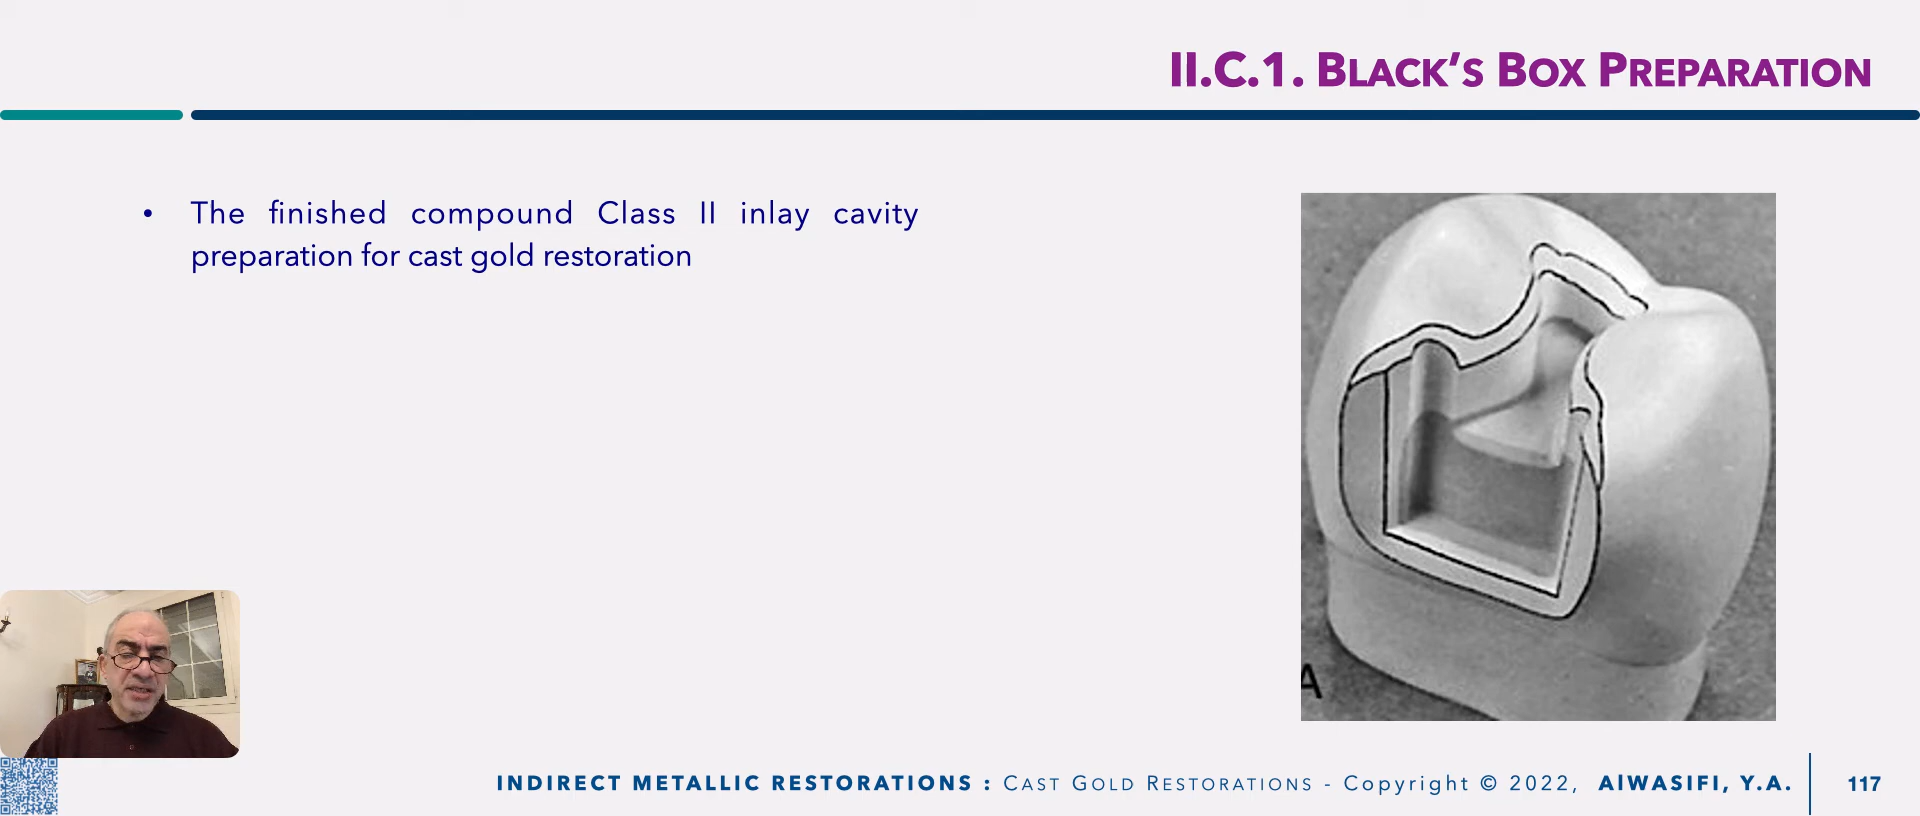 II.C.1. BLACK'S BOX PREPARATION
• The finished compound Class II inlay cavity
preparation for cast gold restoration
A
INDIRECT METALLIC RESTORATIONS : CAST GOLD RESTORATIONS - Copyright © 2022, AlWASIFI, Y.A. 117